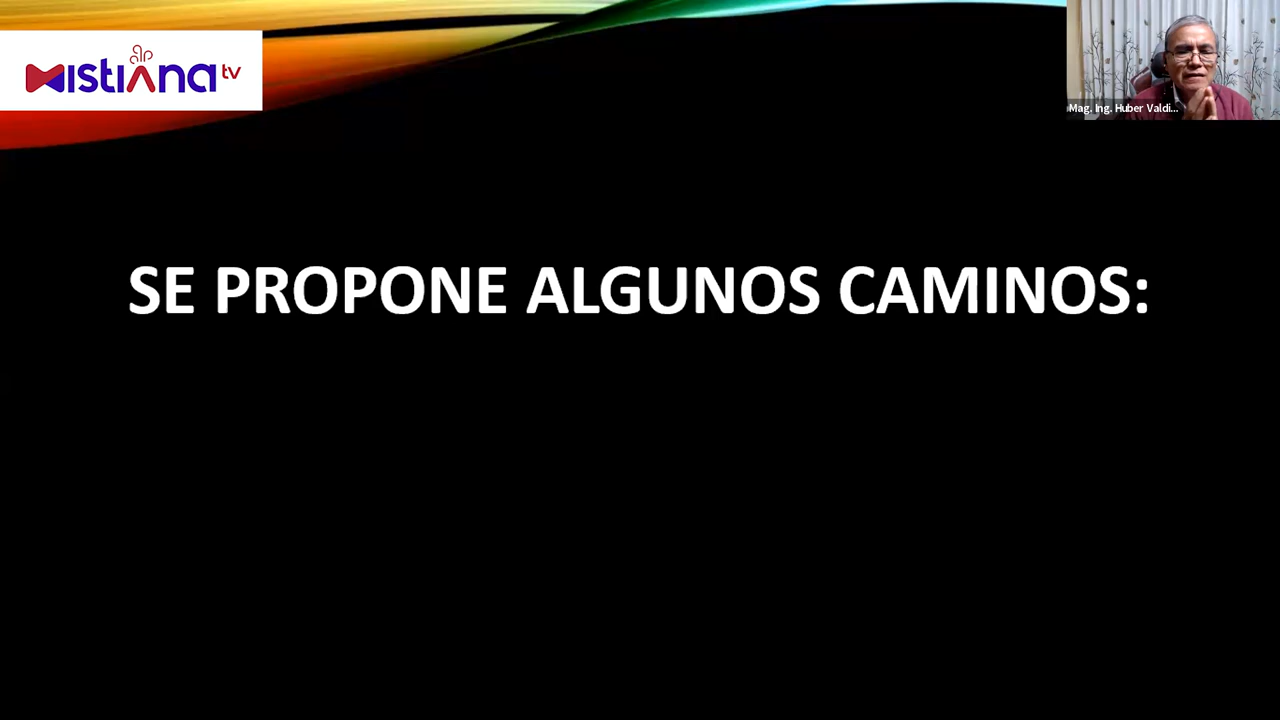 mistiana tv
Mag. Ing. Huber Valdi...
SE PROPONE ALGUNOS CAMINOS: